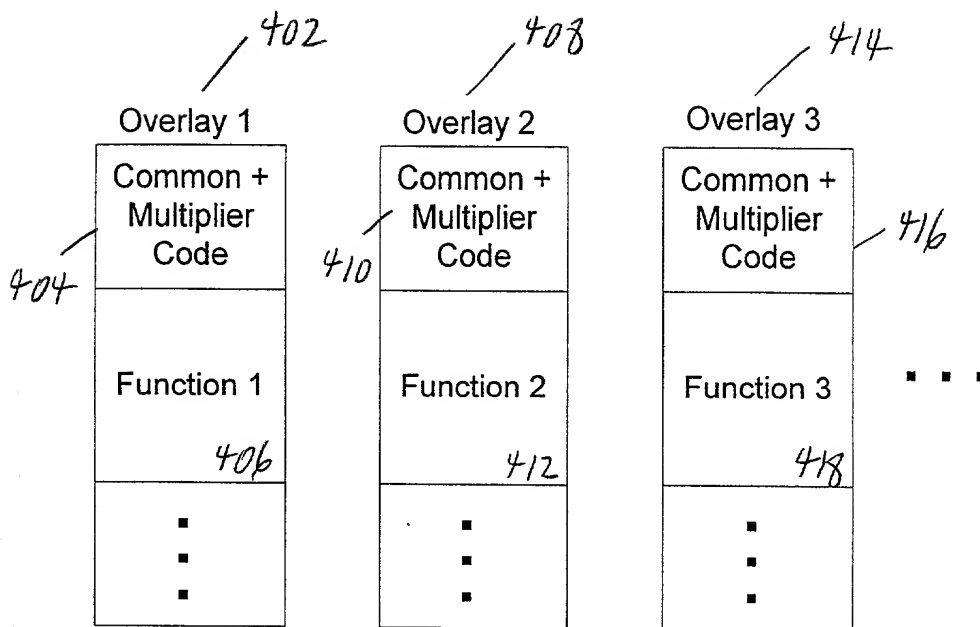 402
408
414
Overlay 1
Overlay 2
Overlay 3
Common +
Multiplier
Code
Common +
Multiplier
Code
Common +
Multiplier
Code
404
410
416
Function 1
Function 2
Function 3
406
412
418